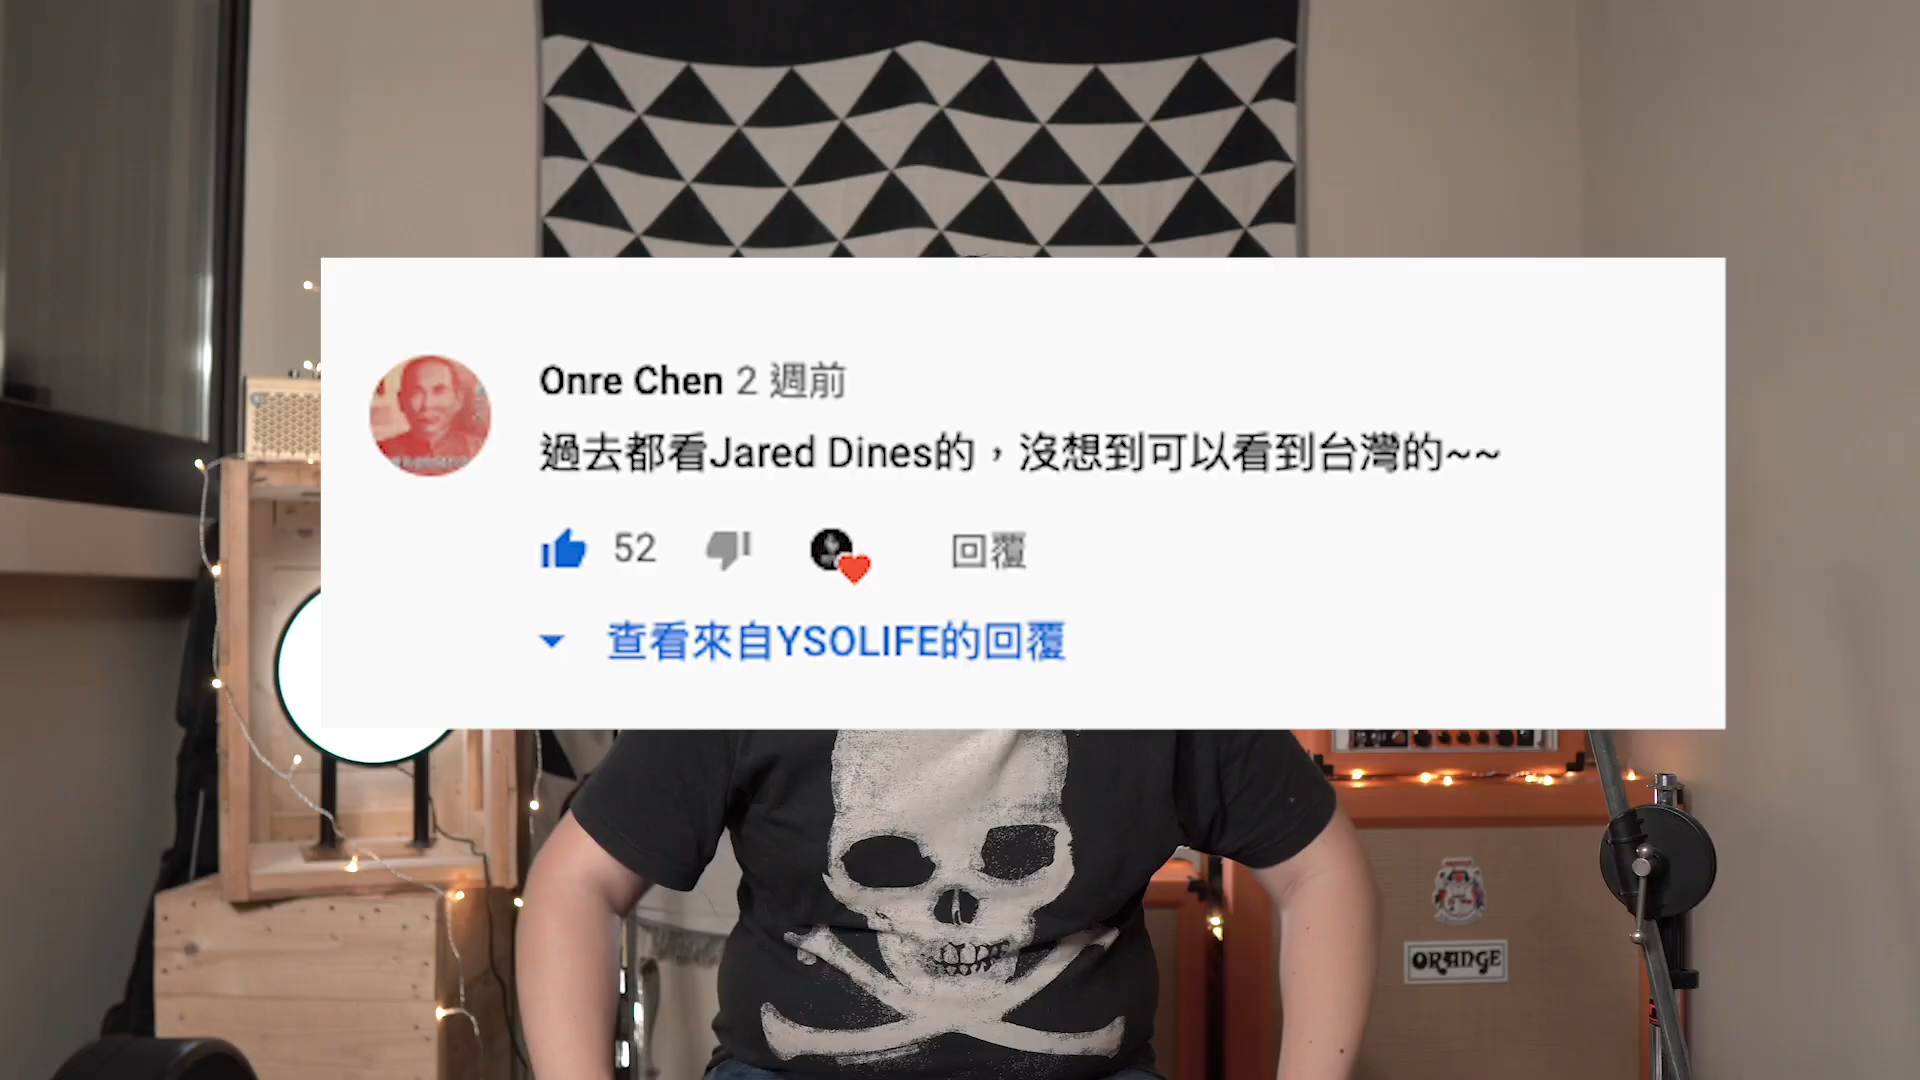 Onre Chen 2 週前
過去都看Jared Dines的，沒想到可以看到台灣的~~
52
回覆
查看來自YSOLIFE的回覆
ORANGE